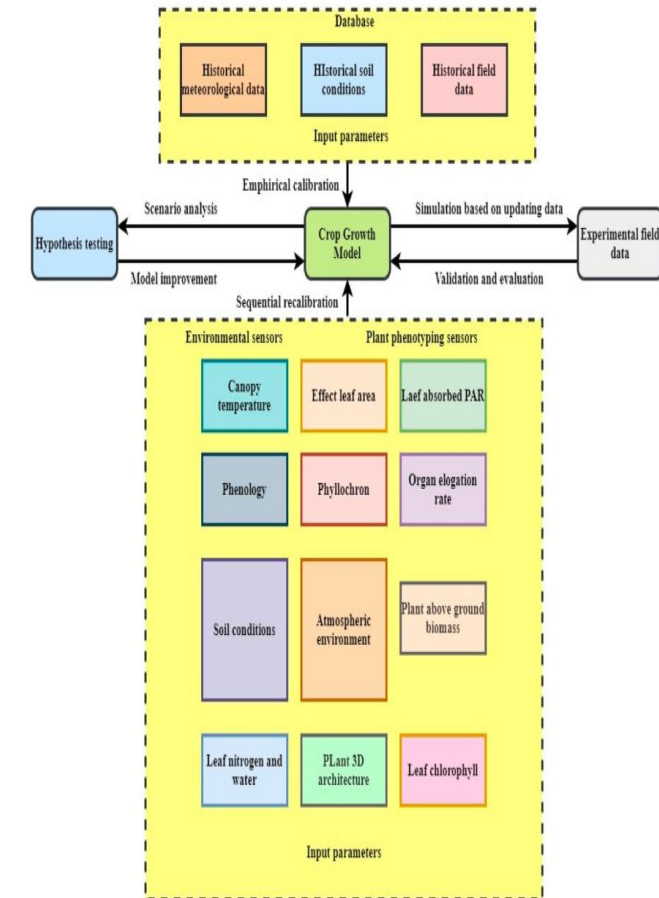 Database
Historical
meteorological data
HIstorical soil
conditions
Historical field
data
Input parameters
Empirical calibration
Scenario analysis
Simulation based on updating data
Hypothesis testing
Crop Growth
Model
Experimental field
data
Model improvement
Validation and evaluation
Sequential recalibration
Environmental sensors
Plant phenotyping sensors
Canopy
temperature
Effect leaf area
Laef absorbed PAR
Phenology
Phyllochron
Organ elogation
rate
Soil conditions
Atmospheric
environment
Plant above ground
biomass
Leaf nitrogen and
water
PLant 3D
architecture
Leaf chlorophyll
Input parameters